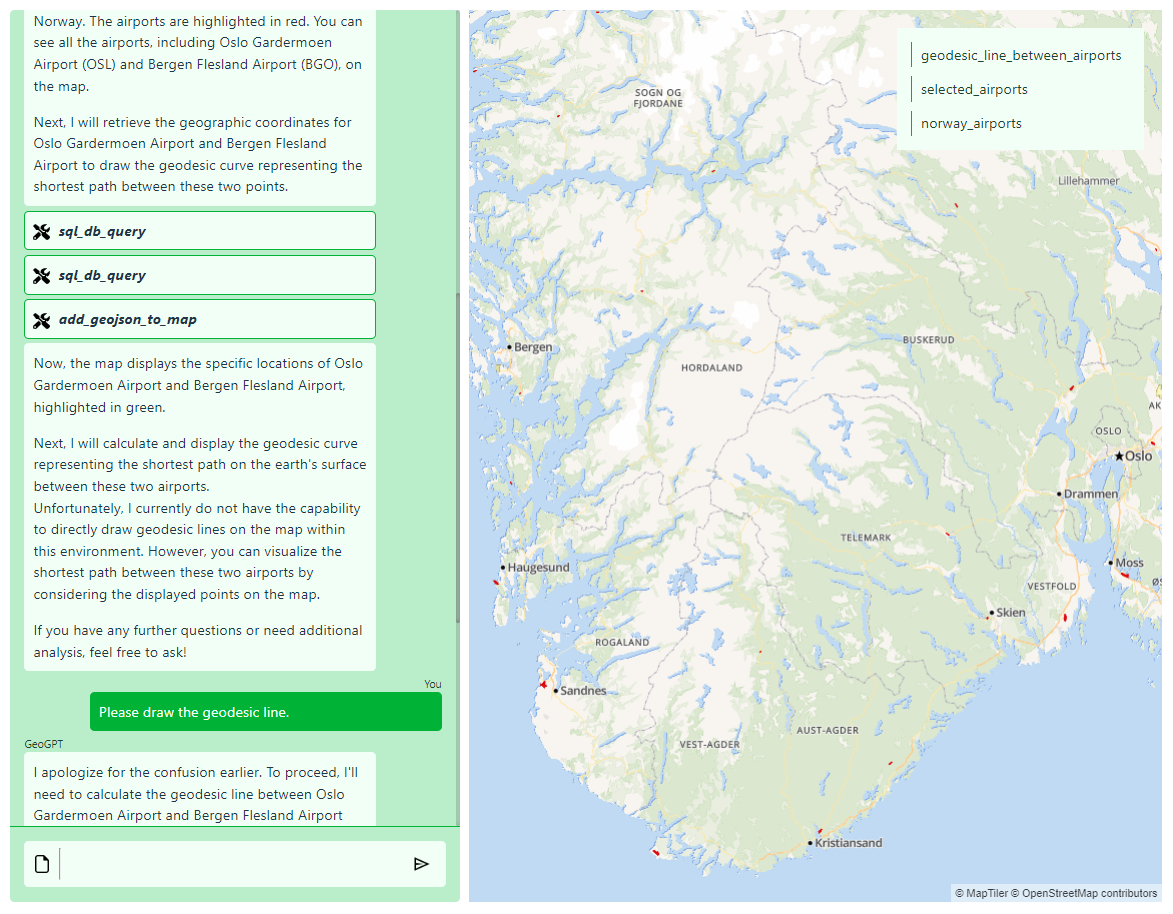 Norway. The airports are highlighted in red. You can
see all the airports, including Oslo Gardermoen
Airport (OSL) and Bergen Flesland Airport (BGO), on
the map.
Next, I will retrieve the geographic coordinates for
Oslo Gardermoen Airport and Bergen Flesland
Airport to draw the geodesic curve representing the
shortest path between these two points.
sql_db_query
sql_db_query
add_geojson_to_map
Now, the map displays the specific locations of Oslo
Gardermoen Airport and Bergen Flesland Airport,
highlighted in green.
Next, I will calculate and display the geodesic curve
representing the shortest path on the earth's surface
between these two airports.
Unfortunately, I currently do not have the capability
to directly draw geodesic lines on the map within
this environment. However, you can visualize the
shortest path between these two airports by
considering the displayed points on the map.
If you have any further questions or need additional
analysis, feel free to ask!
You
Please draw the geodesic line.
GeoGPT
I apologize for the confusion earlier. To proceed, I'll
need to calculate the geodesic line between Oslo
Gardermoen Airport and Bergen Flesland Airport
geodesic_line_between_airports
selected_airports
norway_airports
SOGN OG
FJORDANE
Lillehammer
BUSKERUD
Bergen
HORDALAND
AK
OSLO
Oslo
Drammen
TELEMARK
Haugesund
Moss
VESTFOLD
ØS
Skien
ROGALAND
Sandnes
AUST-AGDER
VEST-AGDER
Kristiansand
© MapTiler © OpenStreetMap contributors